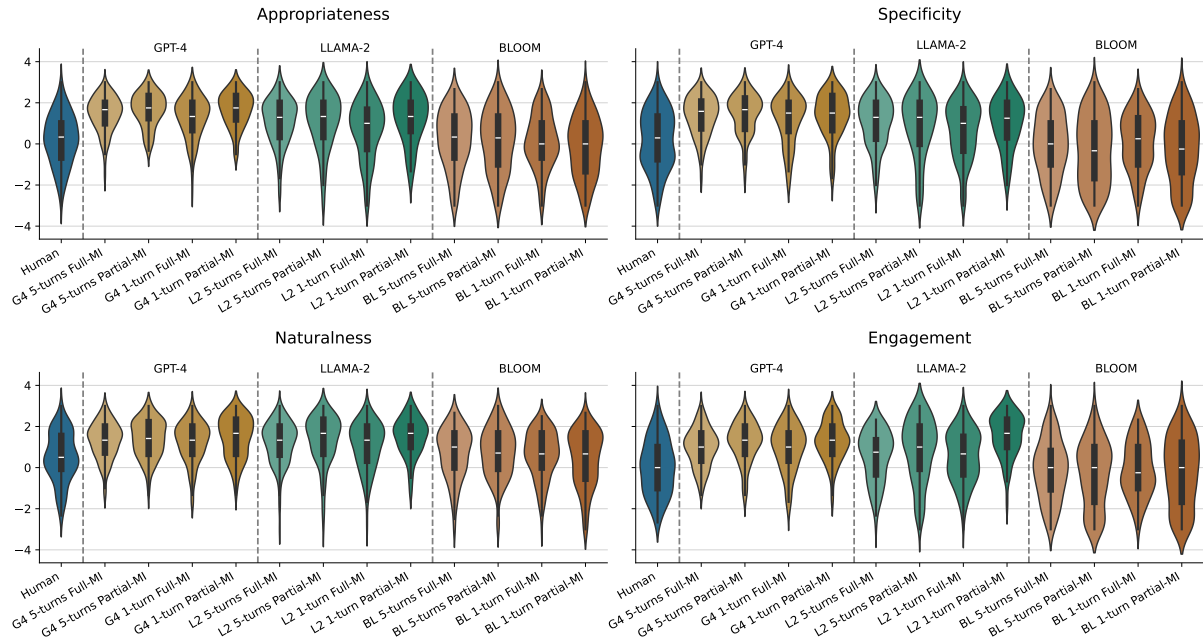 Appropriateness
GPT-4 LLAMA-2 BLOOM
4
2
0
−2
−4
Human
G4 5-turns Full-MI
G4 5-turns Partial-MI
G4 1-turn Full-MI
G4 1-turn Partial-MI
L2 5-turns Full-MI
L2 5-turns Partial-MI
L2 1-turn Full-MI
L2 1-turn Partial-MI
BL 5-turns Full-MI
BL 5-turns Partial-MI
BL 1-turn Full-MI
BL 1-turn Partial-MI
Specificity
GPT-4 LLAMA-2 BLOOM
Human
G4 5-turns Full-MI
G4 5-turns Partial-MI
G4 1-turn Full-MI
G4 1-turn Partial-MI
L2 5-turns Full-MI
L2 5-turns Partial-MI
L2 1-turn Full-MI
L2 1-turn Partial-MI
BL 5-turns Full-MI
BL 5-turns Partial-MI
BL 1-turn Full-MI
BL 1-turn Partial-MI
Naturalness
GPT-4 LLAMA-2 BLOOM
4
2
0
−2
−4
Human
G4 5-turns Full-MI
G4 5-turns Partial-MI
G4 1-turn Full-MI
G4 1-turn Partial-MI
L2 5-turns Full-MI
L2 5-turns Partial-MI
L2 1-turn Full-MI
L2 1-turn Partial-MI
BL 5-turns Full-MI
BL 5-turns Partial-MI
BL 1-turn Full-MI
BL 1-turn Partial-MI
Engagement
GPT-4 LLAMA-2 BLOOM
Human
G4 5-turns Full-MI
G4 5-turns Partial-MI
G4 1-turn Full-MI
G4 1-turn Partial-MI
L2 5-turns Full-MI
L2 5-turns Partial-MI
L2 1-turn Full-MI
L2 1-turn Partial-MI
BL 5-turns Full-MI
BL 5-turns Partial-MI
BL 1-turn Full-MI
BL 1-turn Partial-MI